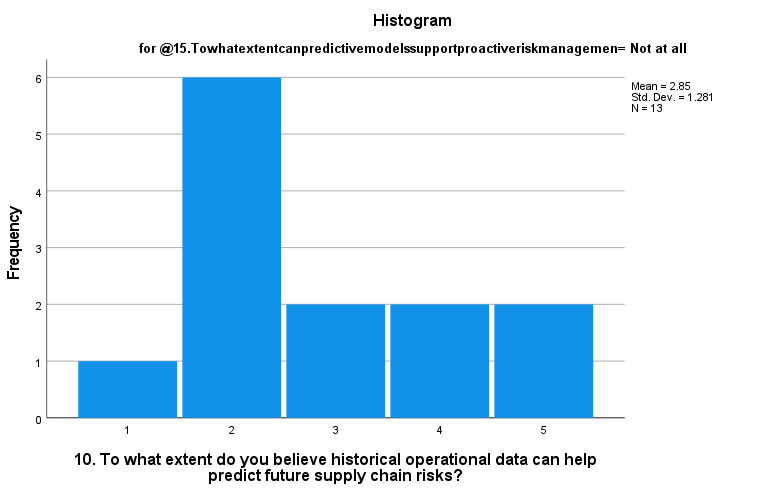 Histogram
for @15.Towhatextentcanpredictivemodelssupportproactiveriskmanagemen= Not at all
Mean = 2.85
Std. Dev. = 1.281
N = 13
Frequency
6
5
4
3
2
1
0
1 2 3 4 5
10. To what extent do you believe historical operational data can help
predict future supply chain risks?